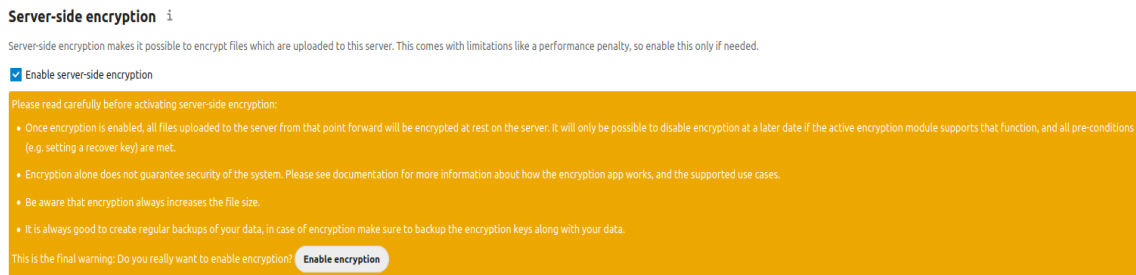 Server-side encryption i
Server-side encryption makes it possible to encrypt files which are uploaded to this server. This comes with limitations like a performance penalty, so enable this only if needed.
Enable server-side encryption
Please read carefully before activating server-side encryption:
• Once encryption is enabled, all files uploaded to the server from that point forward will be encrypted at rest on the server. It will only be possible to disable encryption at a later date if the active encryption module supports that function, and all pre-conditions
(e.g. setting a recover key) are met.
• Encryption alone does not guarantee security of the system. Please see documentation for more information about how the encryption app works, and the supported use cases.
• Be aware that encryption always increases the file size.
• It is always good to create regular backups of your data, in case of encryption make sure to backup the encryption keys along with your data.
This is the final warning: Do you really want to enable encryption? Enable encryption